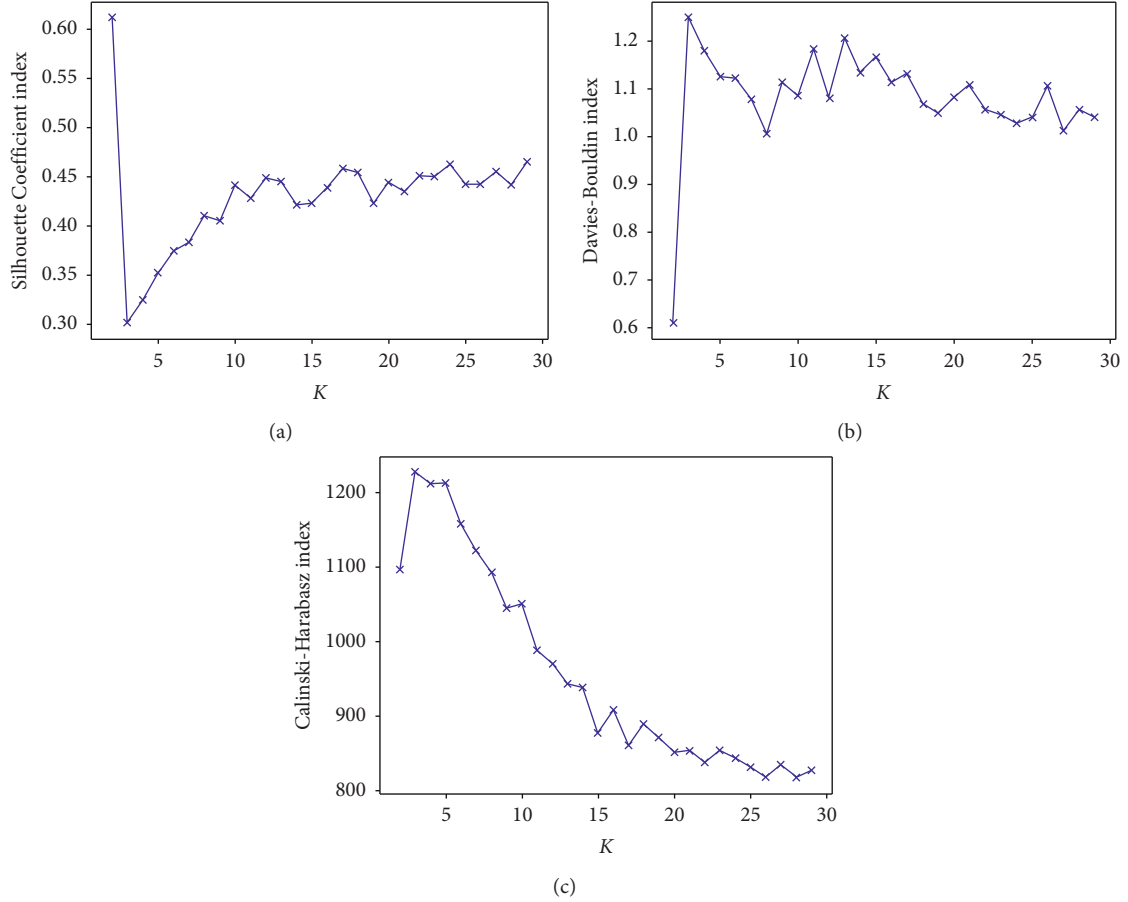 Silhouette Coefficient index
0.60
0.55
0.50
0.45
0.40
0.35
0.30
5 10 15 20 25 30
K
(a)
Davies-Bouldin index
1.2
1.1
1.0
0.9
0.8
0.7
0.6
5 10 15 20 25 30
K
(b)
Calinski-Harabasz index
1200
1100
1000
900
800
5 10 15 20 25 30
K
(c)